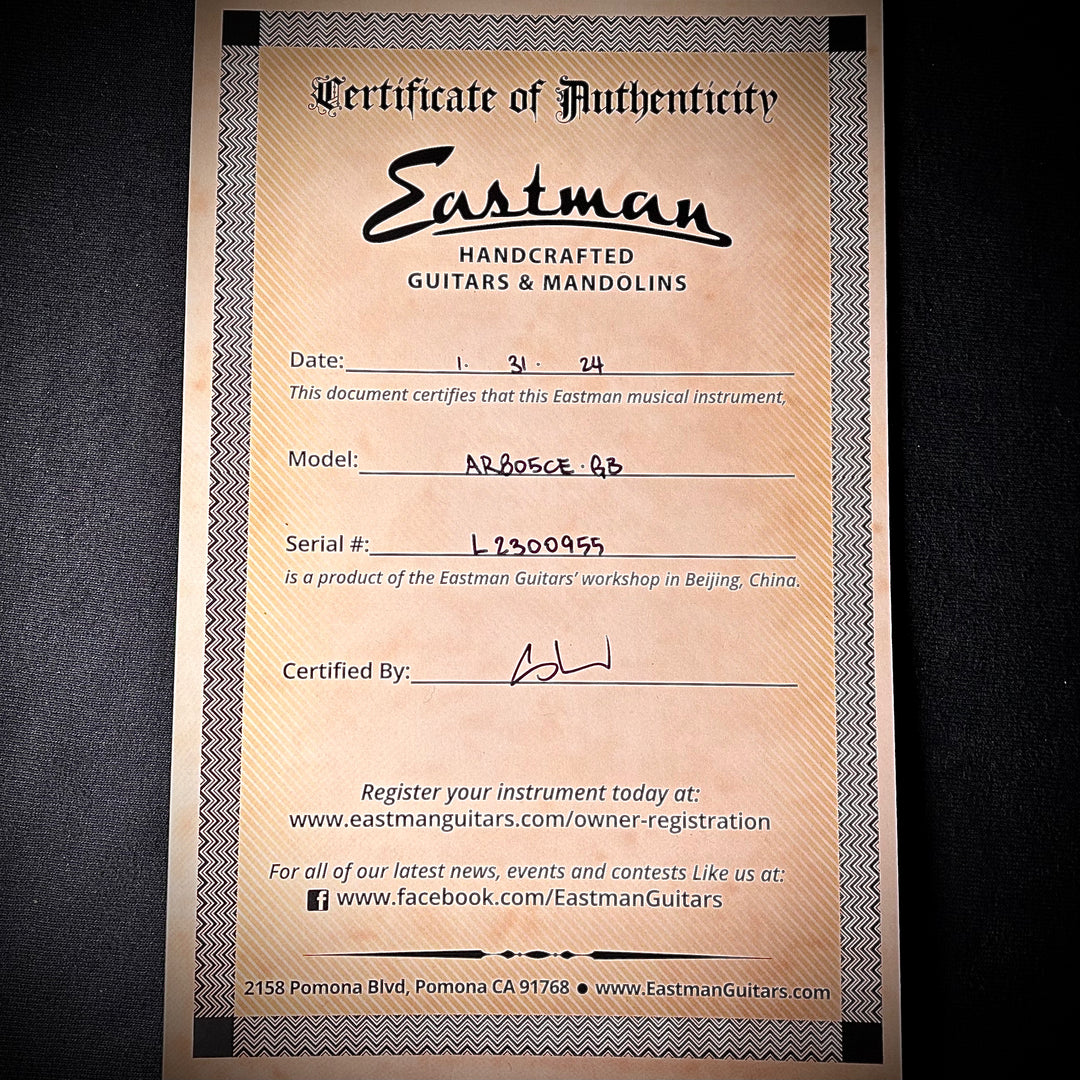 Certificate of Authenticity
Eastman
HANDCRAFTED
GUITARS & MANDOLINS
Date: 1. 31. 24
This document certifies that this Eastman musical instrument,
Model: AR805CE·GB
Serial #: L2300955
is a product of the Eastman Guitars' workshop in Beijing, China.
Certified By:
Register your instrument today at:
www.eastmanguitars.com/owner-registration
For all of our latest news, events and contests Like us at:
f www.facebook.com/EastmanGuitars
2158 Pomona Blvd, Pomona CA 91768 ● www.EastmanGuitars.com